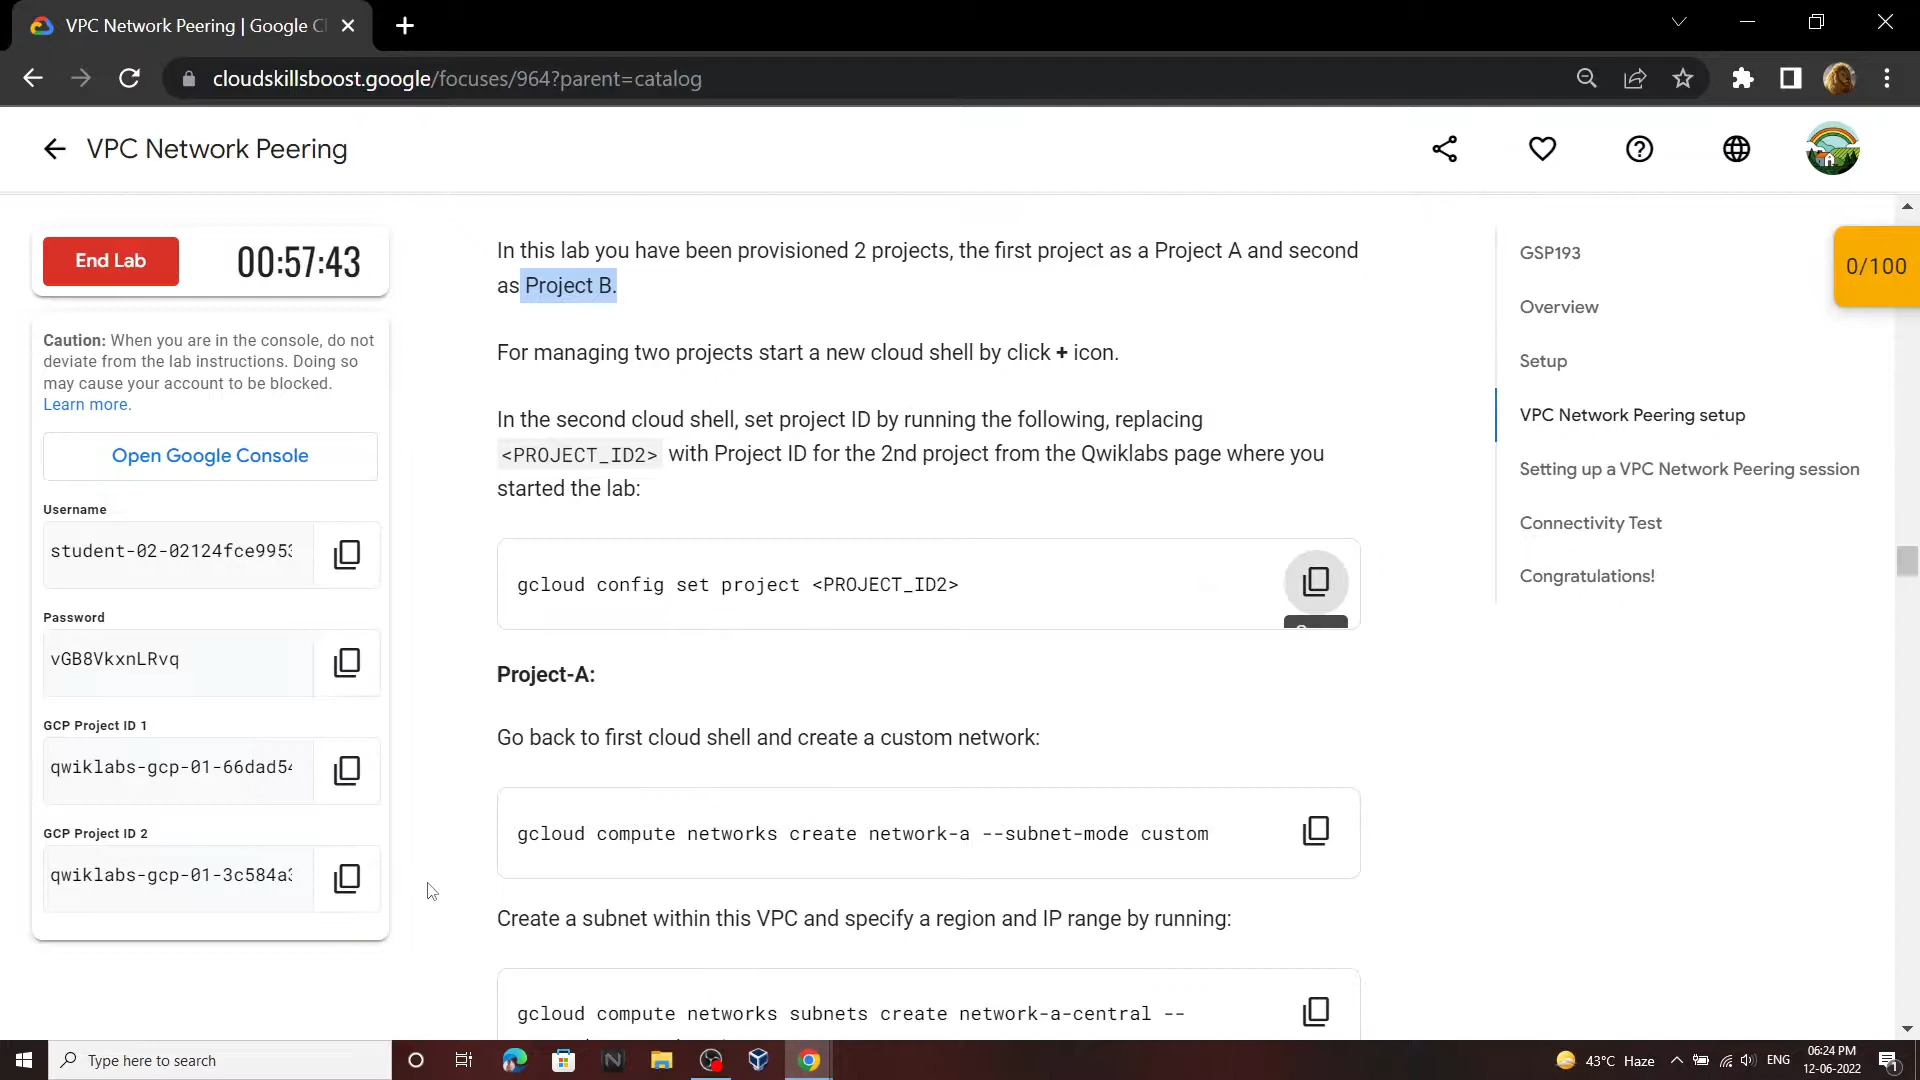 VPC Network Peering | Google Cl
cloudskillsboost.google/focuses/964?parent=catalog
VPC Network Peering
End Lab
00:57:43
Caution: When you are in the console, do not
deviate from the lab instructions. Doing so
may cause your account to be blocked.
Learn more.
Open Google Console
Username
student-02-02124fce9953
Password
vGB8VkxnLRvq
GCP Project ID 1
qwiklabs-gcp-01-66dad54
GCP Project ID 2
qwiklabs-gcp-01-3c584a3
In this lab you have been provisioned 2 projects, the first project as a Project A and second
as Project B.
For managing two projects start a new cloud shell by click + icon.
In the second cloud shell, set project ID by running the following, replacing
<PROJECT_ID2> with Project ID for the 2nd project from the Qwiklabs page where you
started the lab:
gcloud config set project <PROJECT_ID2>
Project-A:
Go back to first cloud shell and create a custom network:
gcloud compute networks create network-a --subnet-mode custom
Create a subnet within this VPC and specify a region and IP range by running:
gcloud compute networks subnets create network-a-central --
GSP193
Overview
Setup
VPC Network Peering setup
Setting up a VPC Network Peering session
Connectivity Test
Congratulations!
0/100
Type here to search
43°C Haze
ENG
06:24 PM
12-06-2022
1